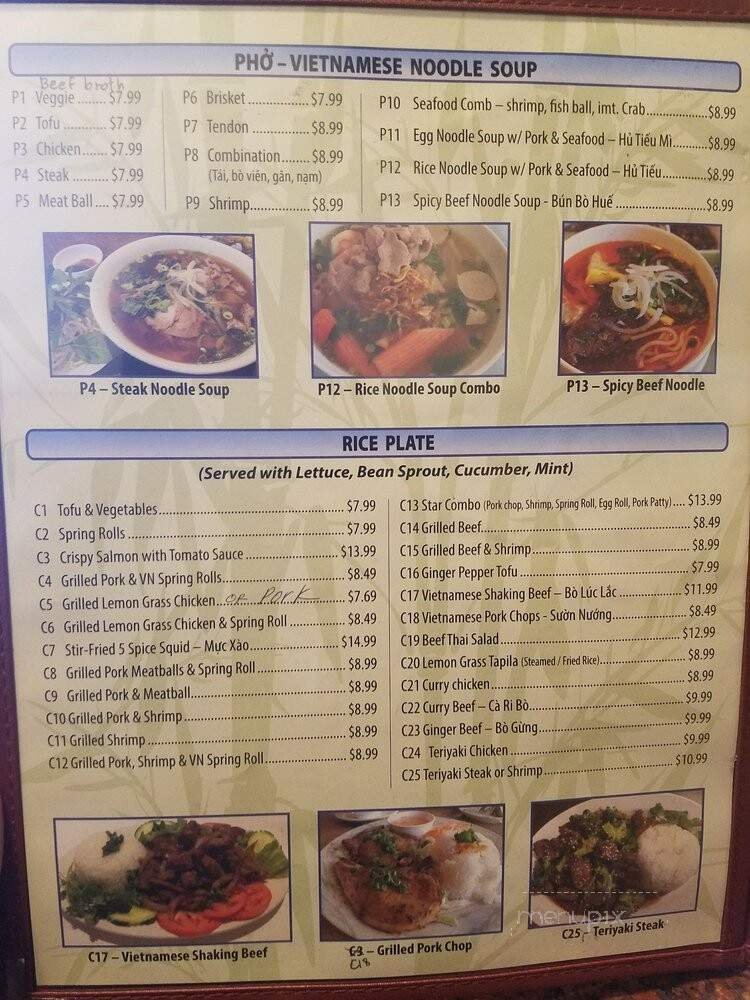 PHỞ – VIETNAMESE NOODLE SOUP
Beef broth
P1 Veggie ....... $7.99
P2 Tofu ............ $7.99
P3 Chicken....... $7.99
P4 Steak .......... $7.99
P5 Meat Ball .... $7.99
P6 Brisket ................ $7.99
P7 Tendon ............... $8.99
P8 Combination....... $8.99
(Tái, bò viên, gân, nạm)
P9 Shrimp................ $8.99
P10 Seafood Comb – shrimp, fish ball, imt. Crab..................... $8.99
P11 Egg Noodle Soup w/ Pork & Seafood – Hủ Tiếu Mì.......... $8.99
P12 Rice Noodle Soup w/ Pork & Seafood – Hủ Tiếu.............. $8.99
P13 Spicy Beef Noodle Soup - Bún Bò Huế ........................... $8.99
P4 – Steak Noodle Soup
P12 – Rice Noodle Soup Combo
P13 – Spicy Beef Noodle
RICE PLATE
(Served with Lettuce, Bean Sprout, Cucumber, Mint)
C1 Tofu & Vegetables.................................................... $7.99
C2 Spring Rolls ............................................................. $7.99
C3 Crispy Salmon with Tomato Sauce ........................ $13.99
C4 Grilled Pork & VN Spring Rolls................................ $8.49
C5 Grilled Lemon Grass Chicken...or Pork........ $7.69
C6 Grilled Lemon Grass Chicken & Spring Roll ............. $8.49
C7 Stir-Fried 5 Spice Squid – Mực Xào....................... $14.99
C8 Grilled Pork Meatballs & Spring Roll ...................... $8.99
C9 Grilled Pork & Meatball.......................................... $8.99
C10 Grilled Pork & Shrimp ............................................ $8.99
C11 Grilled Shrimp ....................................................... $8.99
C12 Grilled Pork, Shrimp & VN Spring Roll..................... $8.99
C13 Star Combo (Pork chop, Shrimp, Spring Roll, Egg Roll, Pork Patty).... $13.99
C14 Grilled Beef........................................................... $8.49
C15 Grilled Beef & Shrimp............................................. $8.99
C16 Ginger Pepper Tofu ................................................ $7.99
C17 Vietnamese Shaking Beef – Bò Lúc Lắc ................. $11.99
C18 Vietnamese Pork Chops - Sườn Nướng................... $8.49
C19 Beef Thai Salad .................................................... $12.99
C20 Lemon Grass Tapila (Steamed / Fried Rice)...................... $8.99
C21 Curry chicken ........................................................ $8.99
C22 Curry Beef – Cà Ri Bò............................................ $9.99
C23 Ginger Beef – Bò Gừng.......................................... $9.99
C24 Teriyaki Chicken .................................................... $9.99
C25 Teriyaki Steak or Shrimp....................................... $10.99
C17 – Vietnamese Shaking Beef
C3 – Grilled Pork Chop
C18
C25 – Teriyaki Steak
menupix